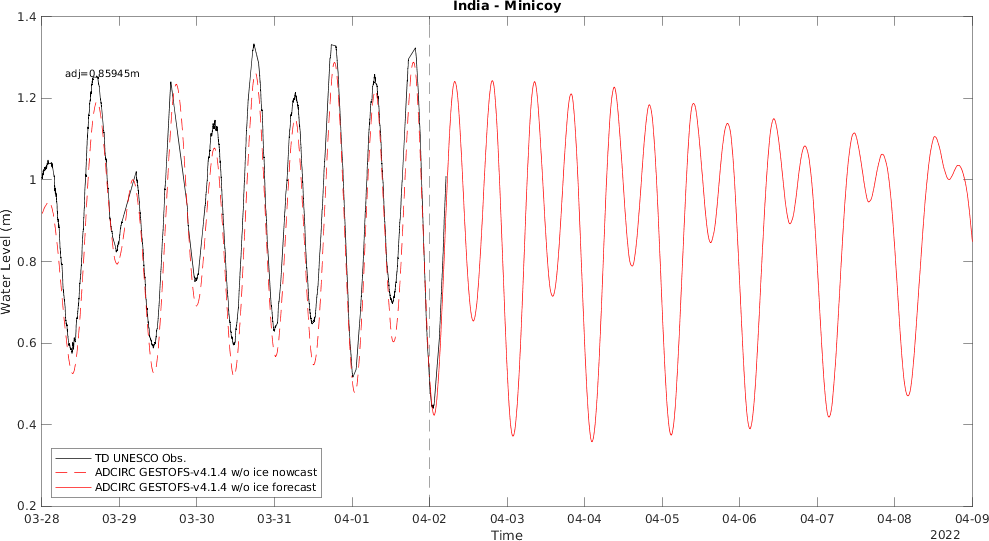 India - Minicoy
1.4
adj=0.85945m
1.2
1
0.8
0.6
0.4
0.2
Water Level (m)
TD UNESCO Obs.
ADCIRC GESTOFS-v4.1.4 w/o ice nowcast
ADCIRC GESTOFS-v4.1.4 w/o ice forecast
03-28 03-29 03-30 03-31 04-01 04-02 04-03 04-04 04-05 04-06 04-07 04-08 04-09
Time
2022